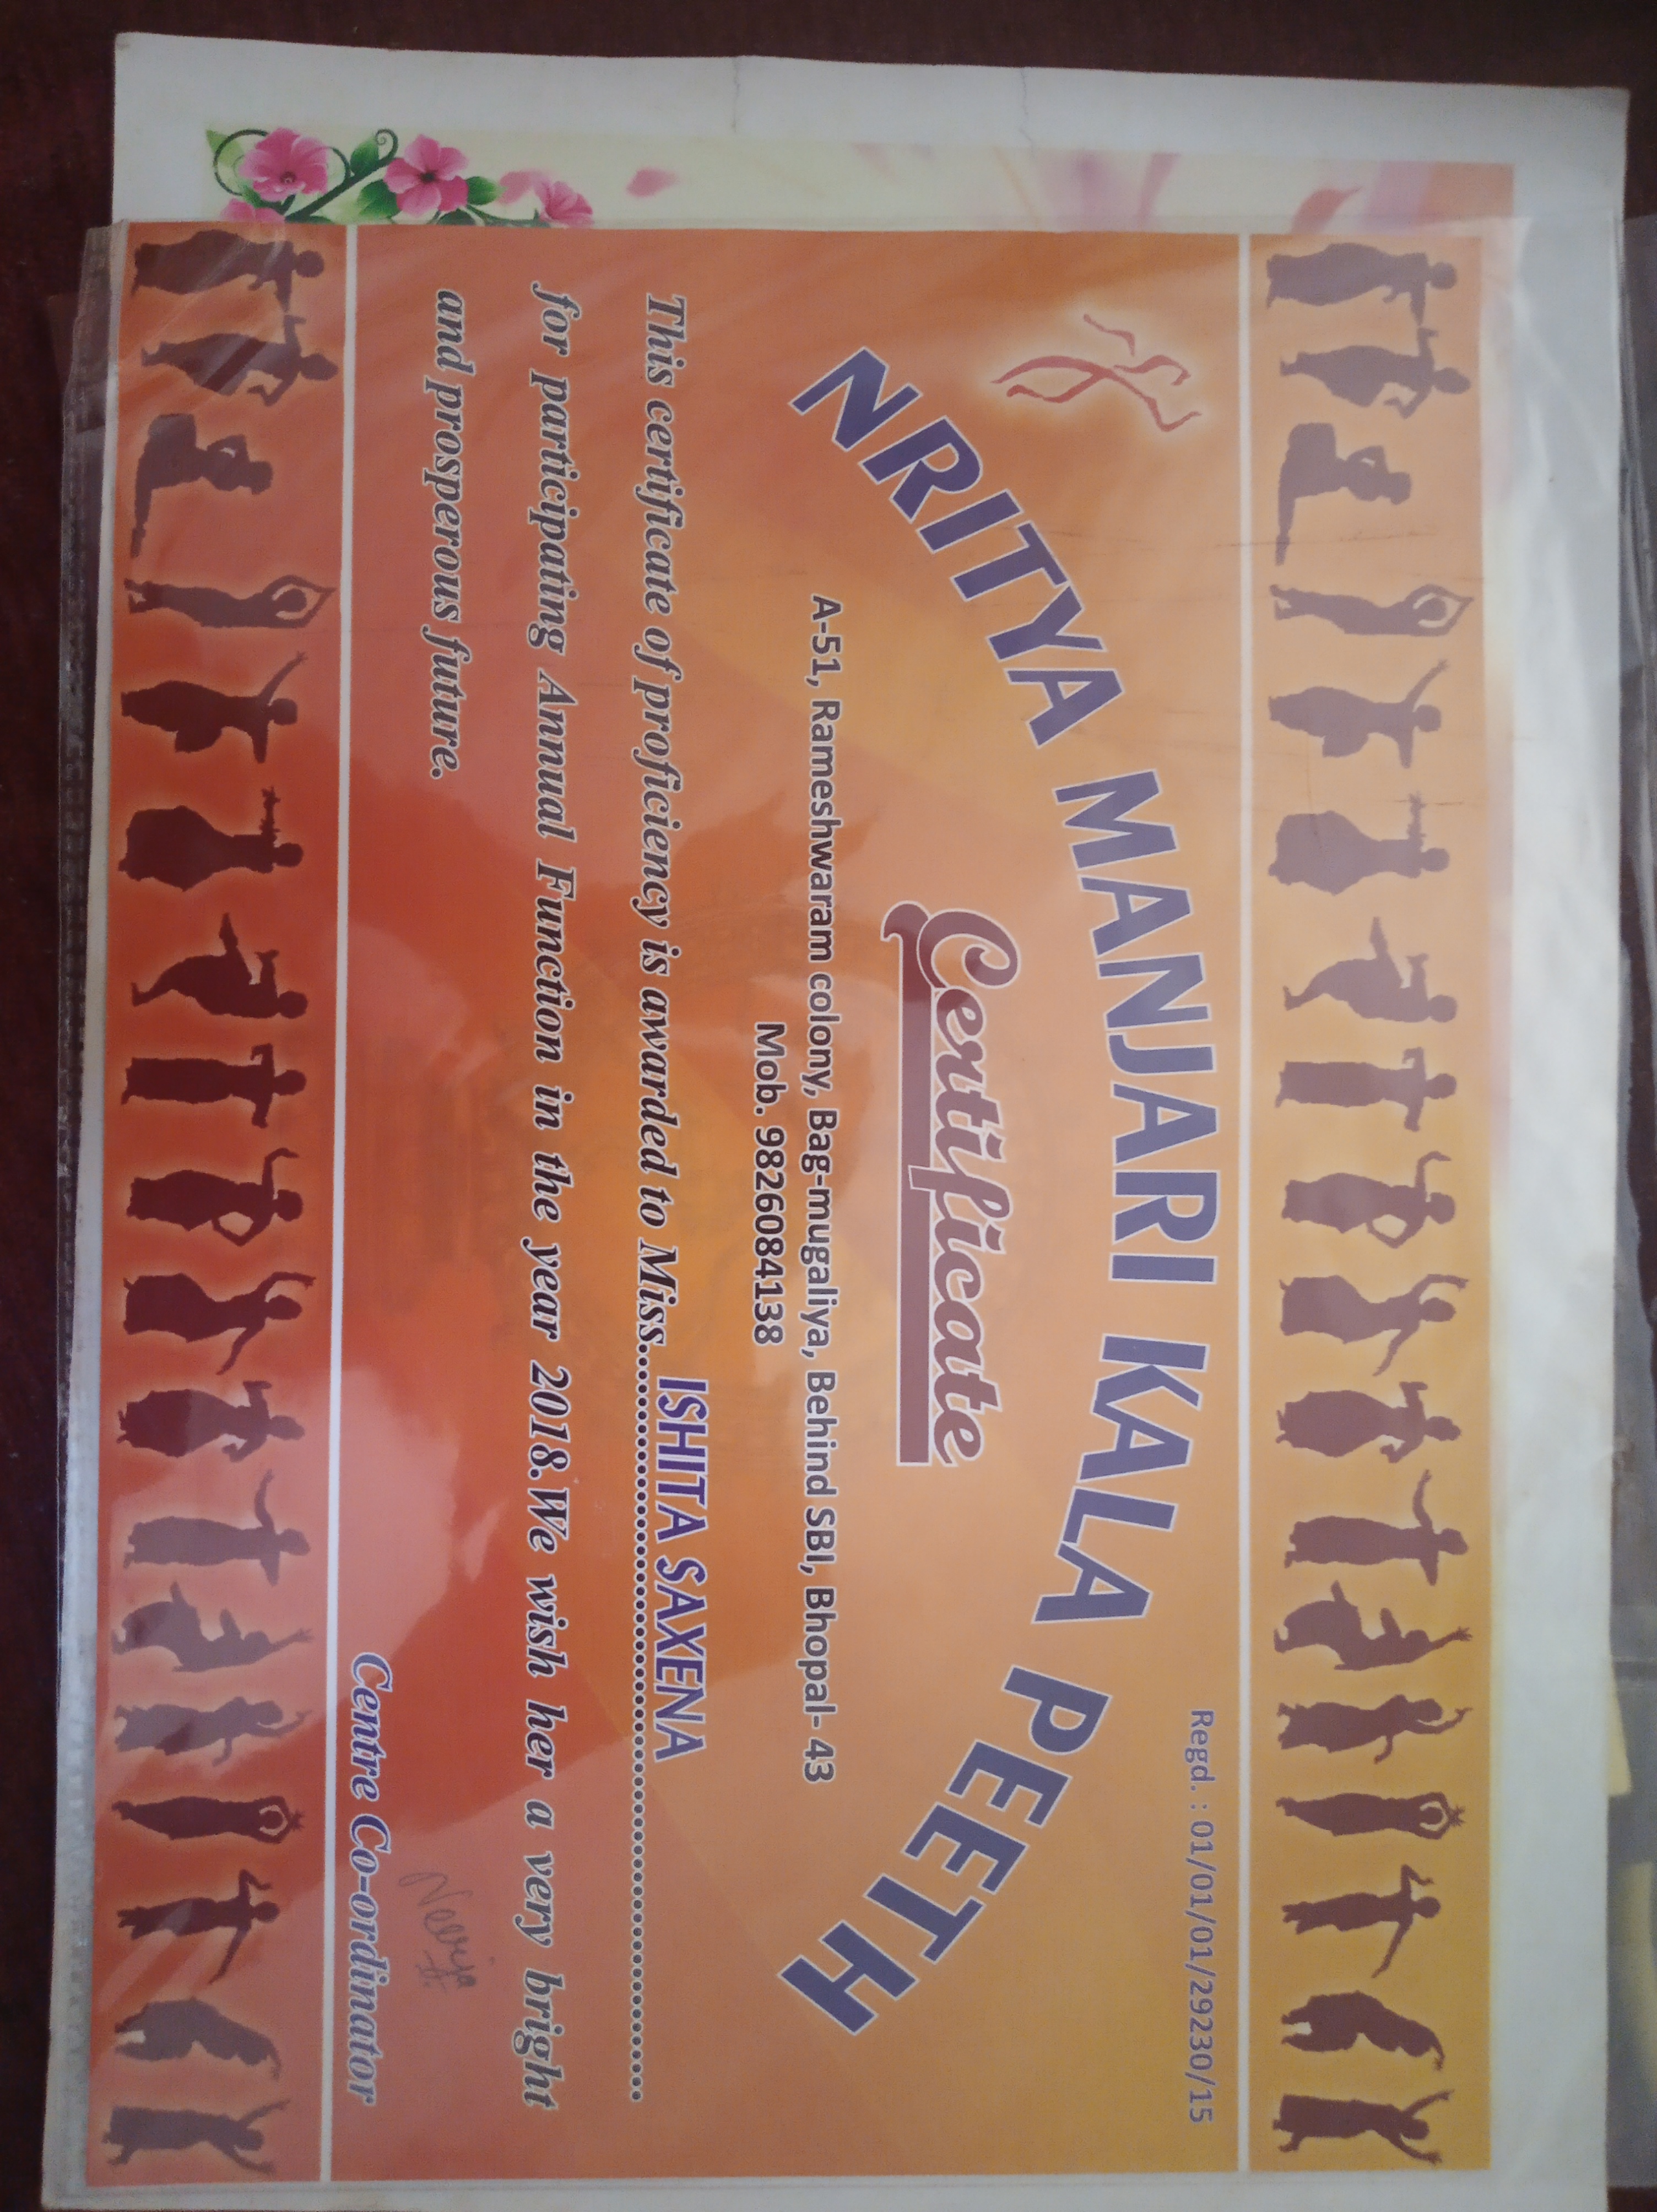 Regd. : 01/01/01/29230/15
NRITYA MANJARI KALA PEETH
Certificate
A-51, Rameshwaram colony, Bag-mugaliya, Behind SBI, Bhopal- 43
Mob. 9826084138
This certificate of proficiency is awarded to Miss.....ISHITA SAXENA.....
for participating Annual Function in the year 2018.We wish her a very bright
and prosperous future.
Neerja
Centre Co-ordinator